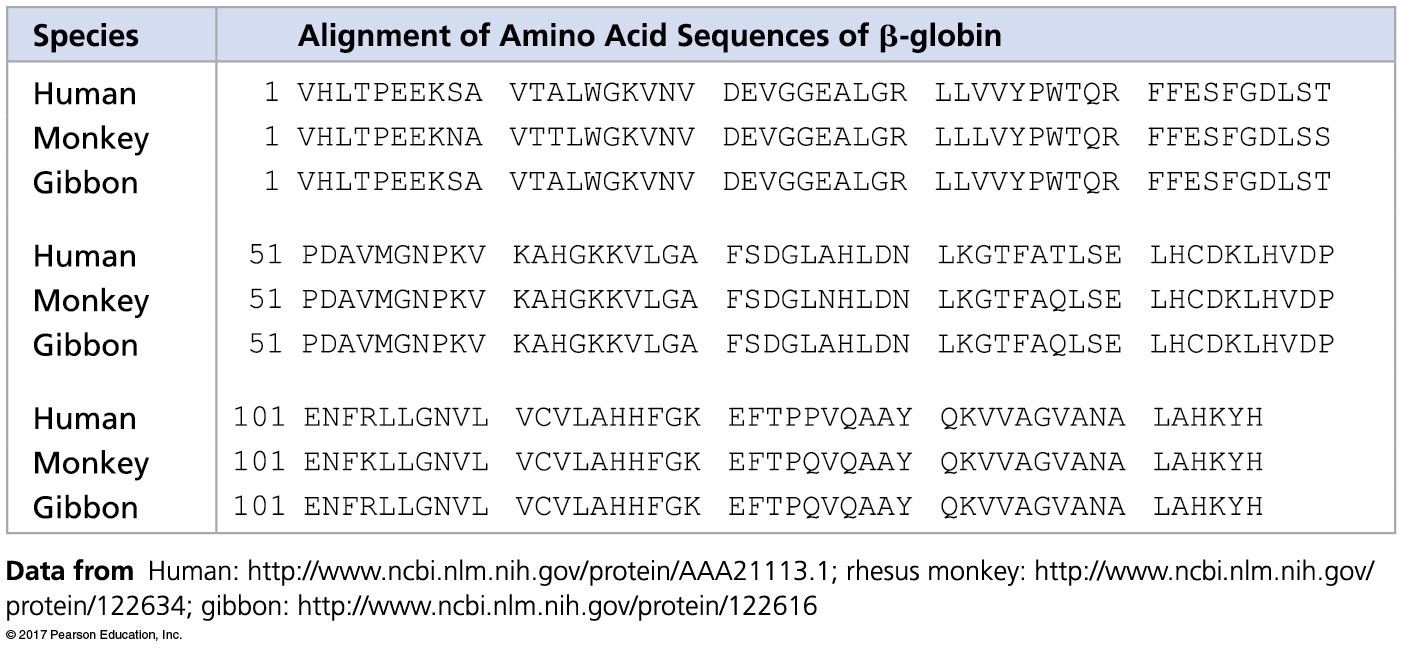 Species Alignment of Amino Acid Sequences of β-globin
Human 1 VHLTPEEKSA VTALWGKVNV DEVGGEALGR LLVVYPWTQR FFESFGDLST
Monkey 1 VHLTPEEKNA VTTLWGKVNV DEVGGEALGR LLLVYPWTQR FFESFGDLSS
Gibbon 1 VHLTPEEKSA VTALWGKVNV DEVGGEALGR LLVVYPWTQR FFESFGDLST
Human 51 PDAVMGNPKV KAHGKKVLGA FSDGLAHLDN LKGTFATLSE LHCDKLHVDP
Monkey 51 PDAVMGNPKV KAHGKKVLGA FSDGLNHLDN LKGTFAQLSE LHCDKLHVDP
Gibbon 51 PDAVMGNPKV KAHGKKVLGA FSDGLAHLDN LKGTFAQLSE LHCDKLHVDP
Human 101 ENFRLLGNVL VCVLAHHFGK EFTPPVQAAY QKVVAGVANA LAHKYH
Monkey 101 ENFKLLGNVL VCVLAHHFGK EFTPQVQAAY QKVVAGVANA LAHKYH
Gibbon 101 ENFRLLGNVL VCVLAHHFGK EFTPQVQAAY QKVVAGVANA LAHKYH
Data from Human: http://www.ncbi.nlm.nih.gov/protein/AAA21113.1; rhesus monkey: http://www.ncbi.nlm.nih.gov/
protein/122634; gibbon: http://www.ncbi.nlm.nih.gov/protein/122616
© 2017 Pearson Education, Inc.